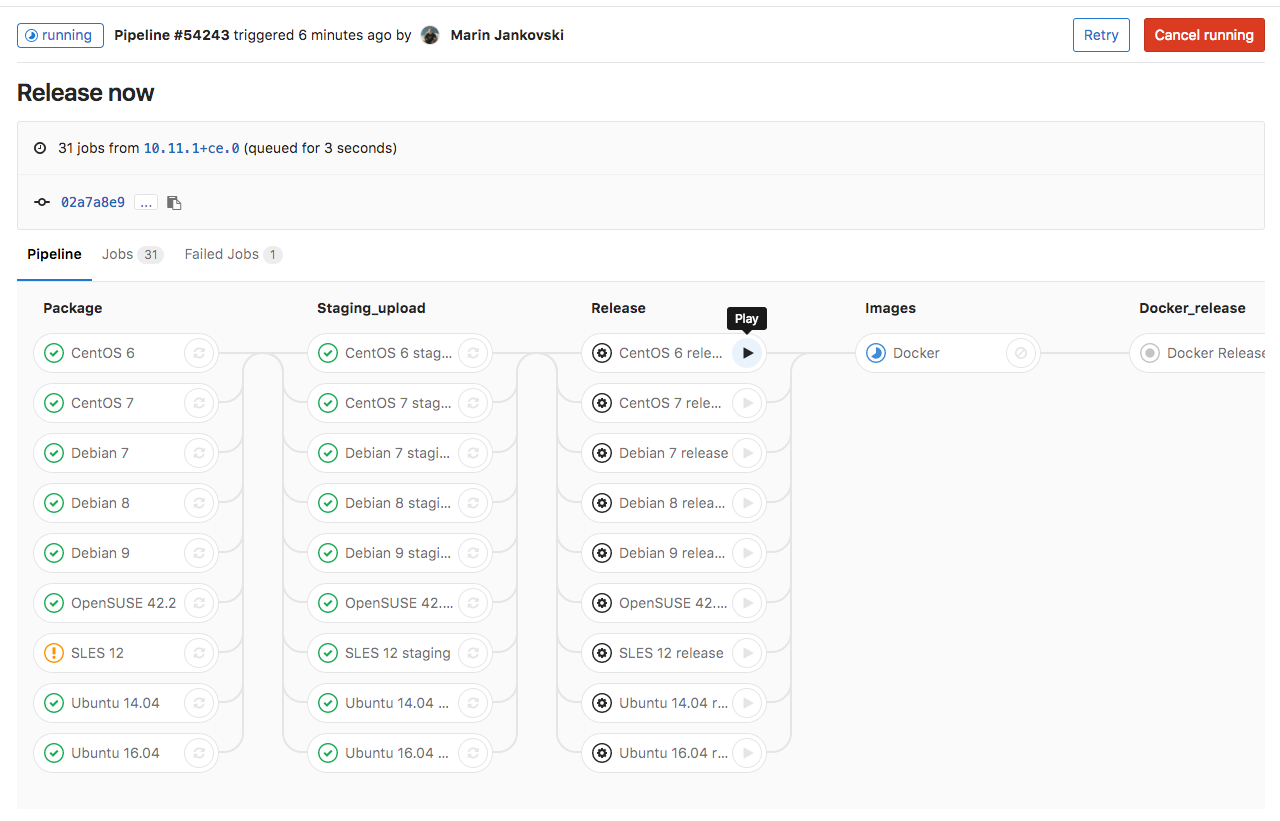 running Pipeline #54243 triggered 6 minutes ago by Marin Jankovski Retry Cancel running
Release now
31 jobs from 10.11.1+ce.0 (queued for 3 seconds)
02a7a8e9 ...
Pipeline Jobs 31 Failed Jobs 1
Package Staging_upload Release Images Docker_release
Play
CentOS 6 CentOS 6 stag... CentOS 6 rele... Docker Docker Release
CentOS 7 CentOS 7 stag... CentOS 7 rele...
Debian 7 Debian 7 stagi... Debian 7 release
Debian 8 Debian 8 stagi... Debian 8 relea...
Debian 9 Debian 9 stagi... Debian 9 relea...
OpenSUSE 42.2 OpenSUSE 42.... OpenSUSE 42....
SLES 12 SLES 12 staging SLES 12 release
Ubuntu 14.04 Ubuntu 14.04 ... Ubuntu 14.04 r...
Ubuntu 16.04 Ubuntu 16.04 ... Ubuntu 16.04 r...